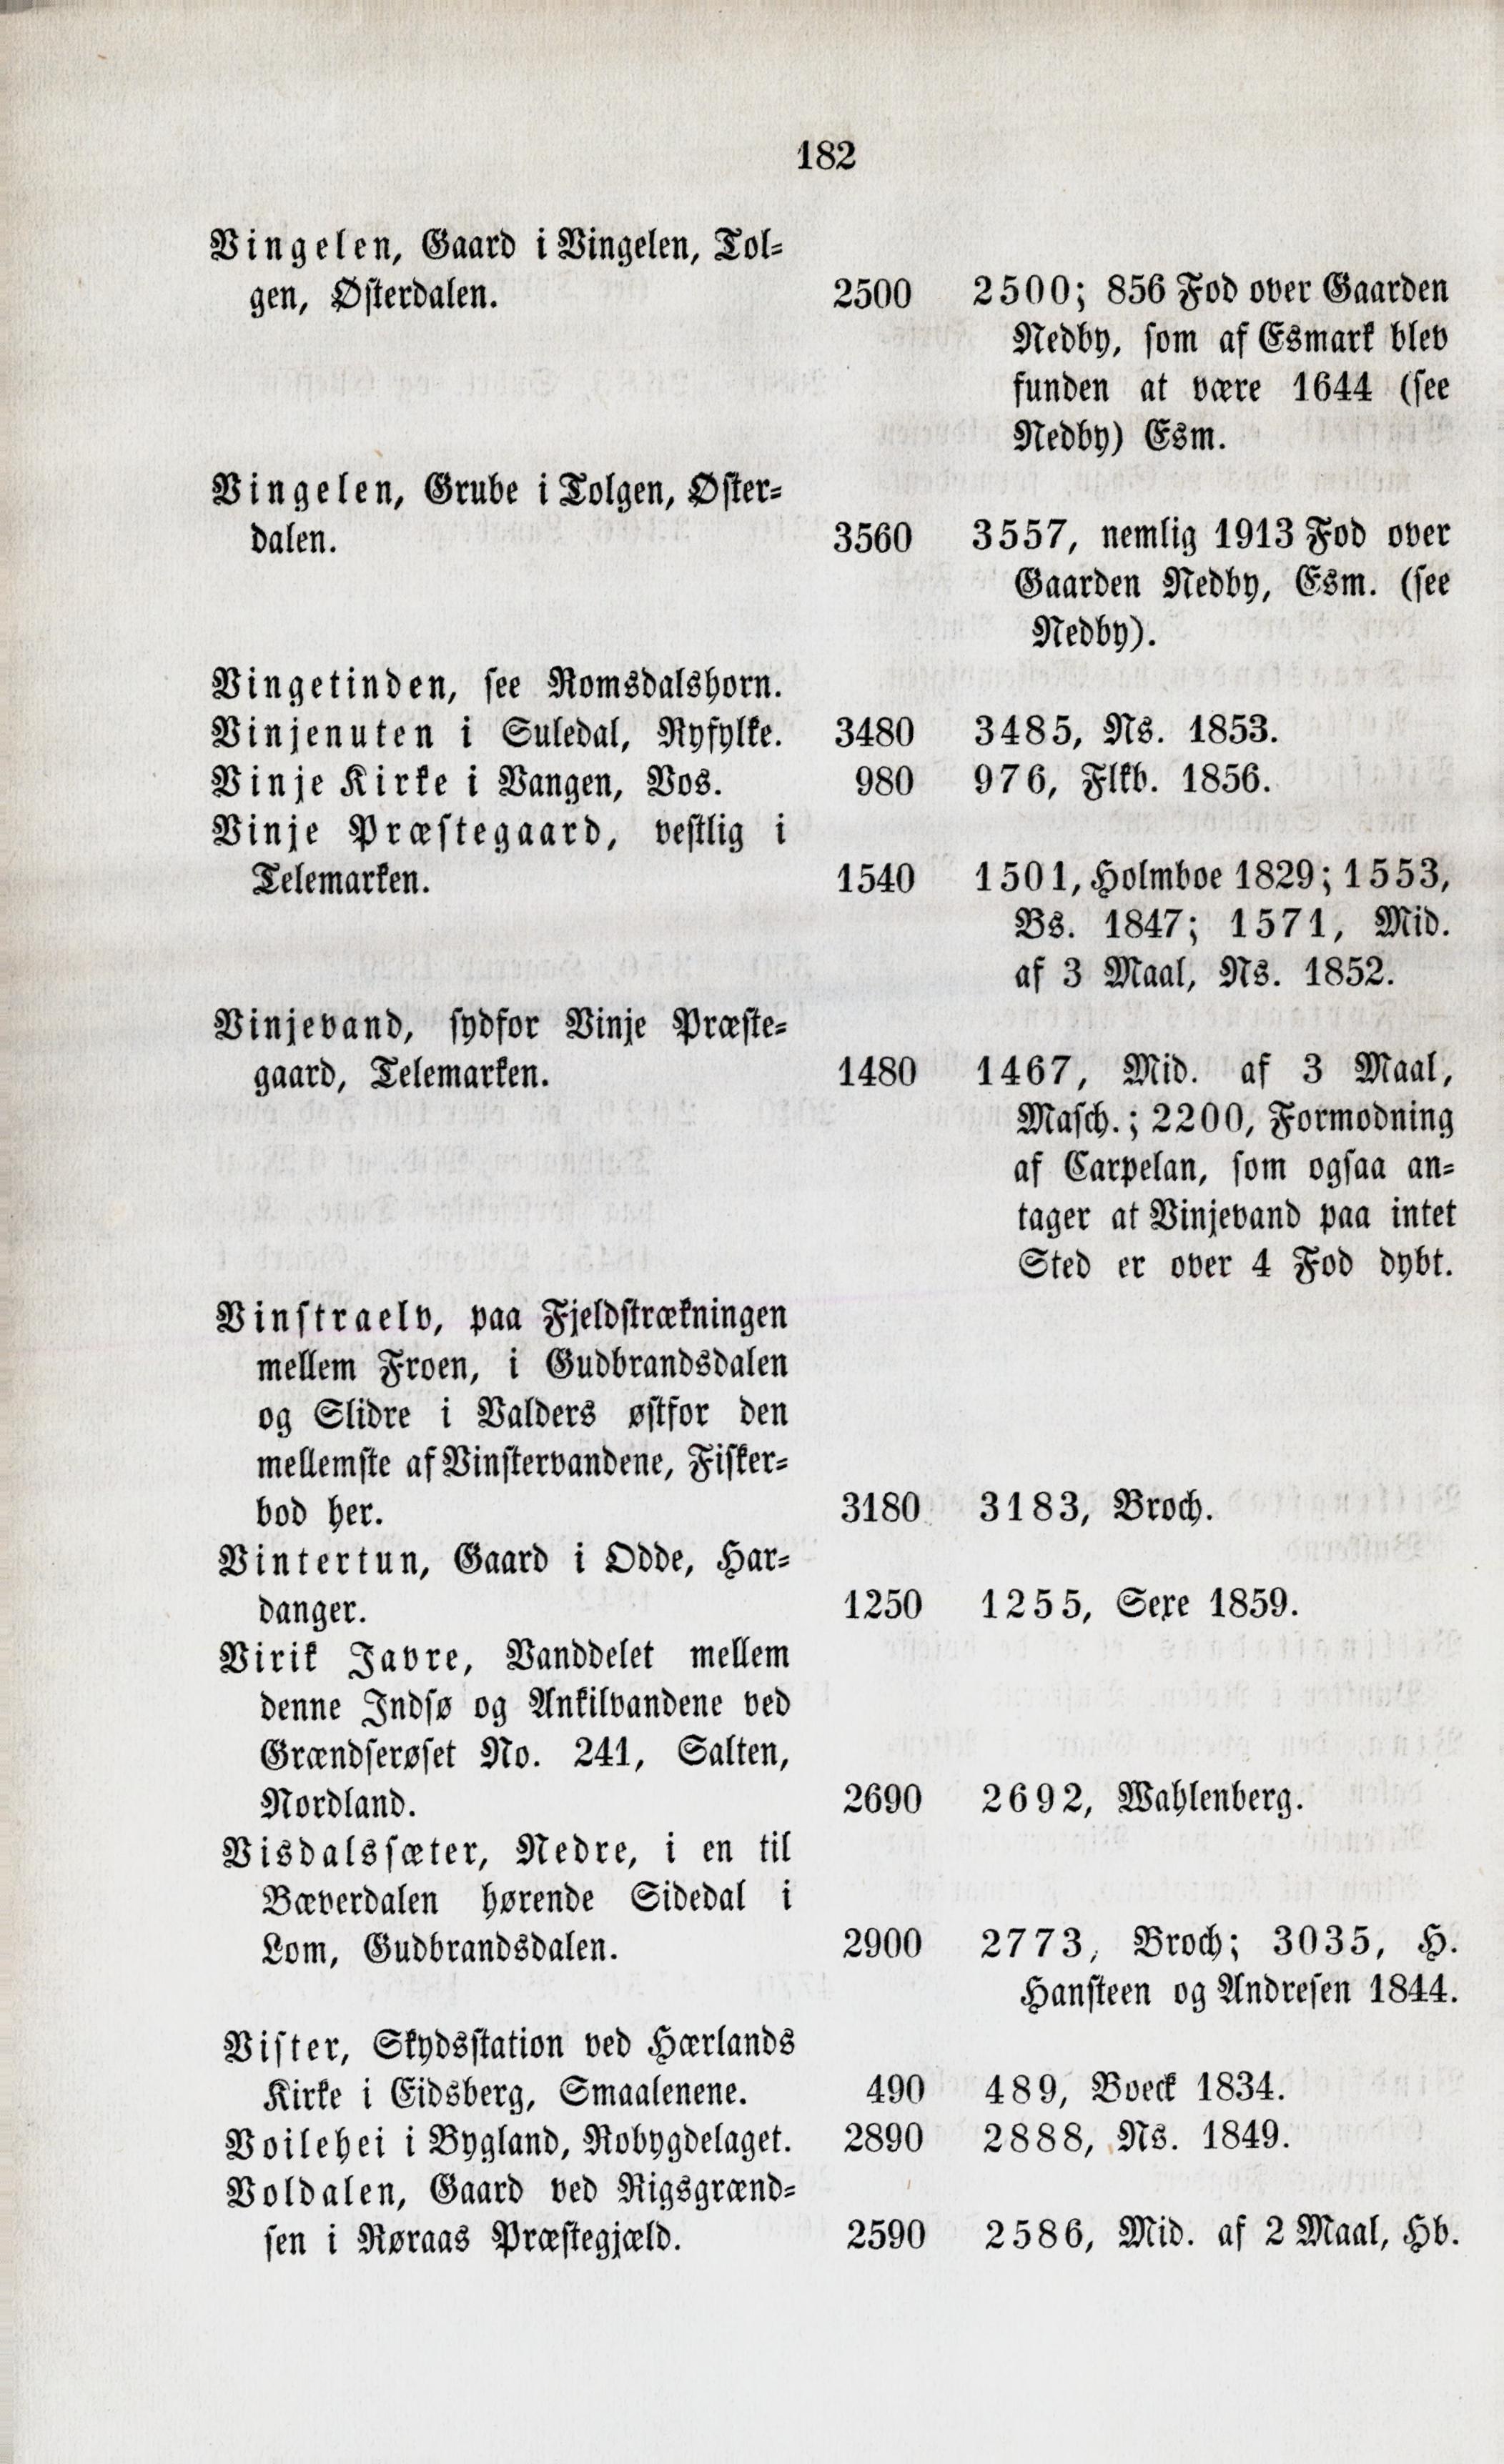 182
Vingelen, Gaard i Vingelen, Tol-
gen, Østerdalen. 2500 2500; 856 Fod over Gaarden
Nedby, som af Esmark blev
funden at være 1644 (see
Nedby) Esm.
Vingelen, Grube i Tolgen, Øster-
dalen. 3560 3557, nemlig 1913 Fod over
Gaarden Nedby, Esm. (see
Nedby).
Vingetinden, see Romsdalshorn.
Vinjenuten i Suledal, Ryfylke. 3480 3485, Ns. 1853.
Vinje Kirke i Vangen, Vos. 980 976, Flkb. 1856.
Vinje Præstegaard, vestlig i
Telemarken. 1540 1501, Holmboe 1829; 1553,
Bs. 1847; 1571, Mid.
af 3 Maal, Ns. 1852.
Vinjevand, sydfor Vinje Præste-
gaard, Telemarken. 1480 1467, Mid. af 3 Maal,
Masch.; 2200, Formodning
af Carpelan, som ogsaa an-
tager at Vinjevand paa intet
Sted er over 4 Fod dybt.
Vinstraelv, paa Fjeldstrækningen
mellem Froen, i Gudbrandsdalen
og Slidre i Valders østfor den
mellemste af Vinstervandene, Fisker-
bod her. 3180 3183, Broch.
Vintertun, Gaard i Odde, Har-
danger. 1250 1255, Sexe 1859.
Virik Javre, Vanddelet mellem
denne Indsø og Ankilvandene ved
Grændserøset No. 241, Salten,
Nordland. 2690 2692, Wahlenberg.
Visdalssæter, Nedre, i en til
Bæverdalen hørende Sidedal i
Lom, Gudbrandsdalen. 2900 2773, Broch; 3035, H.
Hansteen og Andresen 1844.
Vister, Skydsstation ved Hærlands
Kirke i Eidsberg, Smaalenene. 490 489, Boeck 1834.
Voilehei i Bygland, Robygdelaget. 2890 2888, Ns. 1849.
Voldalen, Gaard ved Rigsgrænd-
sen i Røraas Præstegjæld. 2590 2586, Mid. af 2 Maal, Hb.